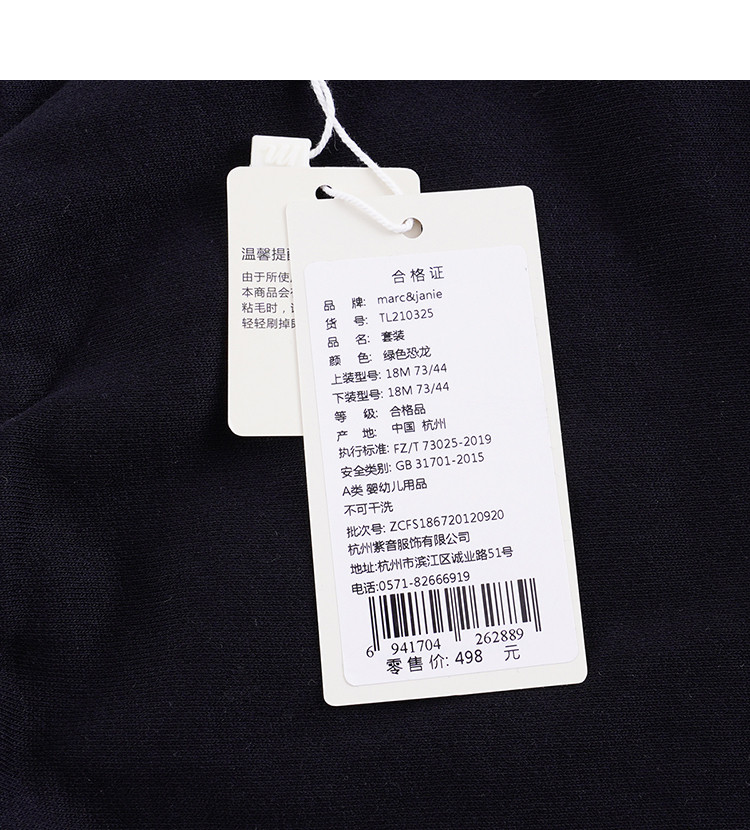 温馨提
由于所使
本商品会
粘毛时，
轻轻刷掉
合格证
品 牌: marc&janie
货 号: TL210325
品 名: 套装
颜 色: 绿色恐龙
上装型号: 18M 73/44
下装型号: 18M 73/44
等 级: 合格品
产 地: 中国 杭州
执行标准: FZ/T 73025-2019
安全类别: GB 31701-2015
A类 婴幼儿用品
不可干洗
批次号: ZCFS186720120920
杭州紫音服饰有限公司
地址:杭州市滨江区诚业路51号
电话:0571-82666919
6 941704 262889
零售价: 498 元